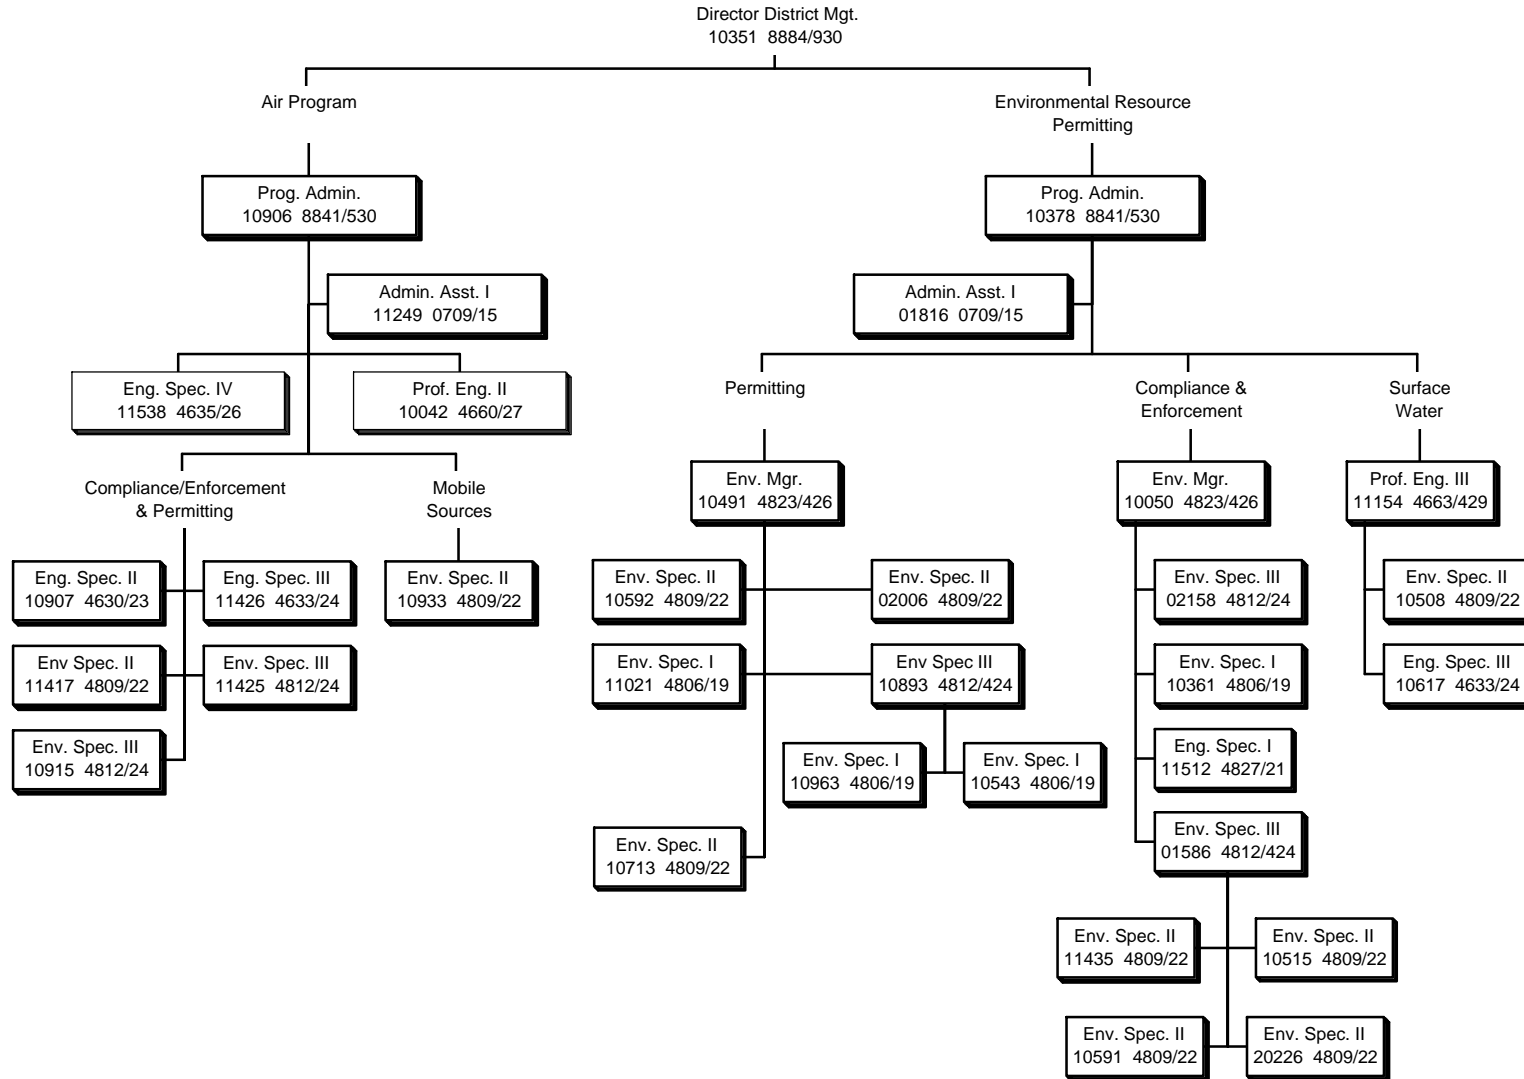 Director District Mgt.
10351 8884/930
Air Program
Environmental Resource
Permitting
Prog. Admin.
10906 8841/530
Prog. Admin.
10378 8841/530
Admin. Asst. I
11249 0709/15
Admin. Asst. I
01816 0709/15
Eng. Spec. IV
11538 4635/26
Prof. Eng. II
10042 4660/27
Permitting
Compliance &
Enforcement
Surface
Water
Compliance/Enforcement
& Permitting
Mobile
Sources
Env. Mgr.
10491 4823/426
Env. Mgr.
10050 4823/426
Prof. Eng. III
11154 4663/429
Eng. Spec. II
10907 4630/23
Eng. Spec. III
11426 4633/24
Env. Spec. II
10933 4809/22
Env. Spec. II
10592 4809/22
Env. Spec. II
02006 4809/22
Env. Spec. III
02158 4812/24
Env. Spec. II
10508 4809/22
Env Spec. II
11417 4809/22
Env. Spec. III
11425 4812/24
Env. Spec. I
11021 4806/19
Env Spec III
10893 4812/424
Env. Spec. I
10361 4806/19
Eng. Spec. III
10617 4633/24
Env. Spec. III
10915 4812/24
Env. Spec. I
10963 4806/19
Env. Spec. I
10543 4806/19
Eng. Spec. I
11512 4827/21
Env. Spec. II
10713 4809/22
Env. Spec. III
01586 4812/424
Env. Spec. II
11435 4809/22
Env. Spec. II
10515 4809/22
Env. Spec. II
10591 4809/22
Env. Spec. II
20226 4809/22